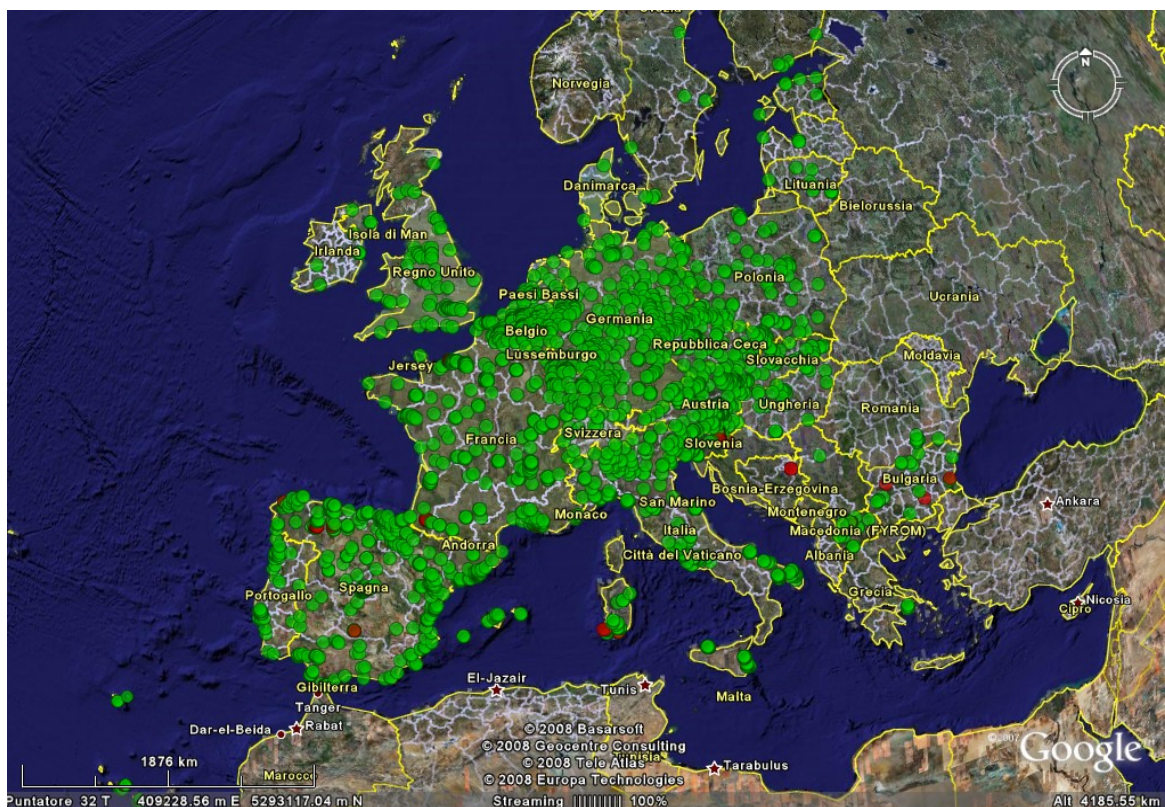 Svezia
N
Norvegia
Danimarca
Lituania
Bielorussia
Isola di Man
Irlanda
Regno Unito
Polonia
Paesi Bassi
Ucrania
Germania
Belgio
Repubblica Ceca
Lussemburgo
Slovacchia
Moldavia
Jersey
Austria
Ungheria
Romania
Svizzera
Francia
Slovenia
Bulgaria
Bosnia-Erzegovina
San Marino
Ankara
Monaco
Montenegro
Italia
Macedonia (FYROM)
Andorra
Città del Vaticano
Albania
Spagna
Portogallo
Grecia
Nicosia
Cipro
El-Jazair
Tunis
Gibilterra
Malta
Tanger
Dar-el-Beida
Rabat
© 2008 Basarsoft
© 2008 Geocentre Consulting
© 2007
Google™
1876 km
© 2008 Tele Atlas
Tunisia
Tarabulus
Marocco
© 2008 Europa Technologies
Puntatore 32 T 409228.56 m E 5293117.04 m N
Streaming |||||||||| 100%
Alt 4185.55 km